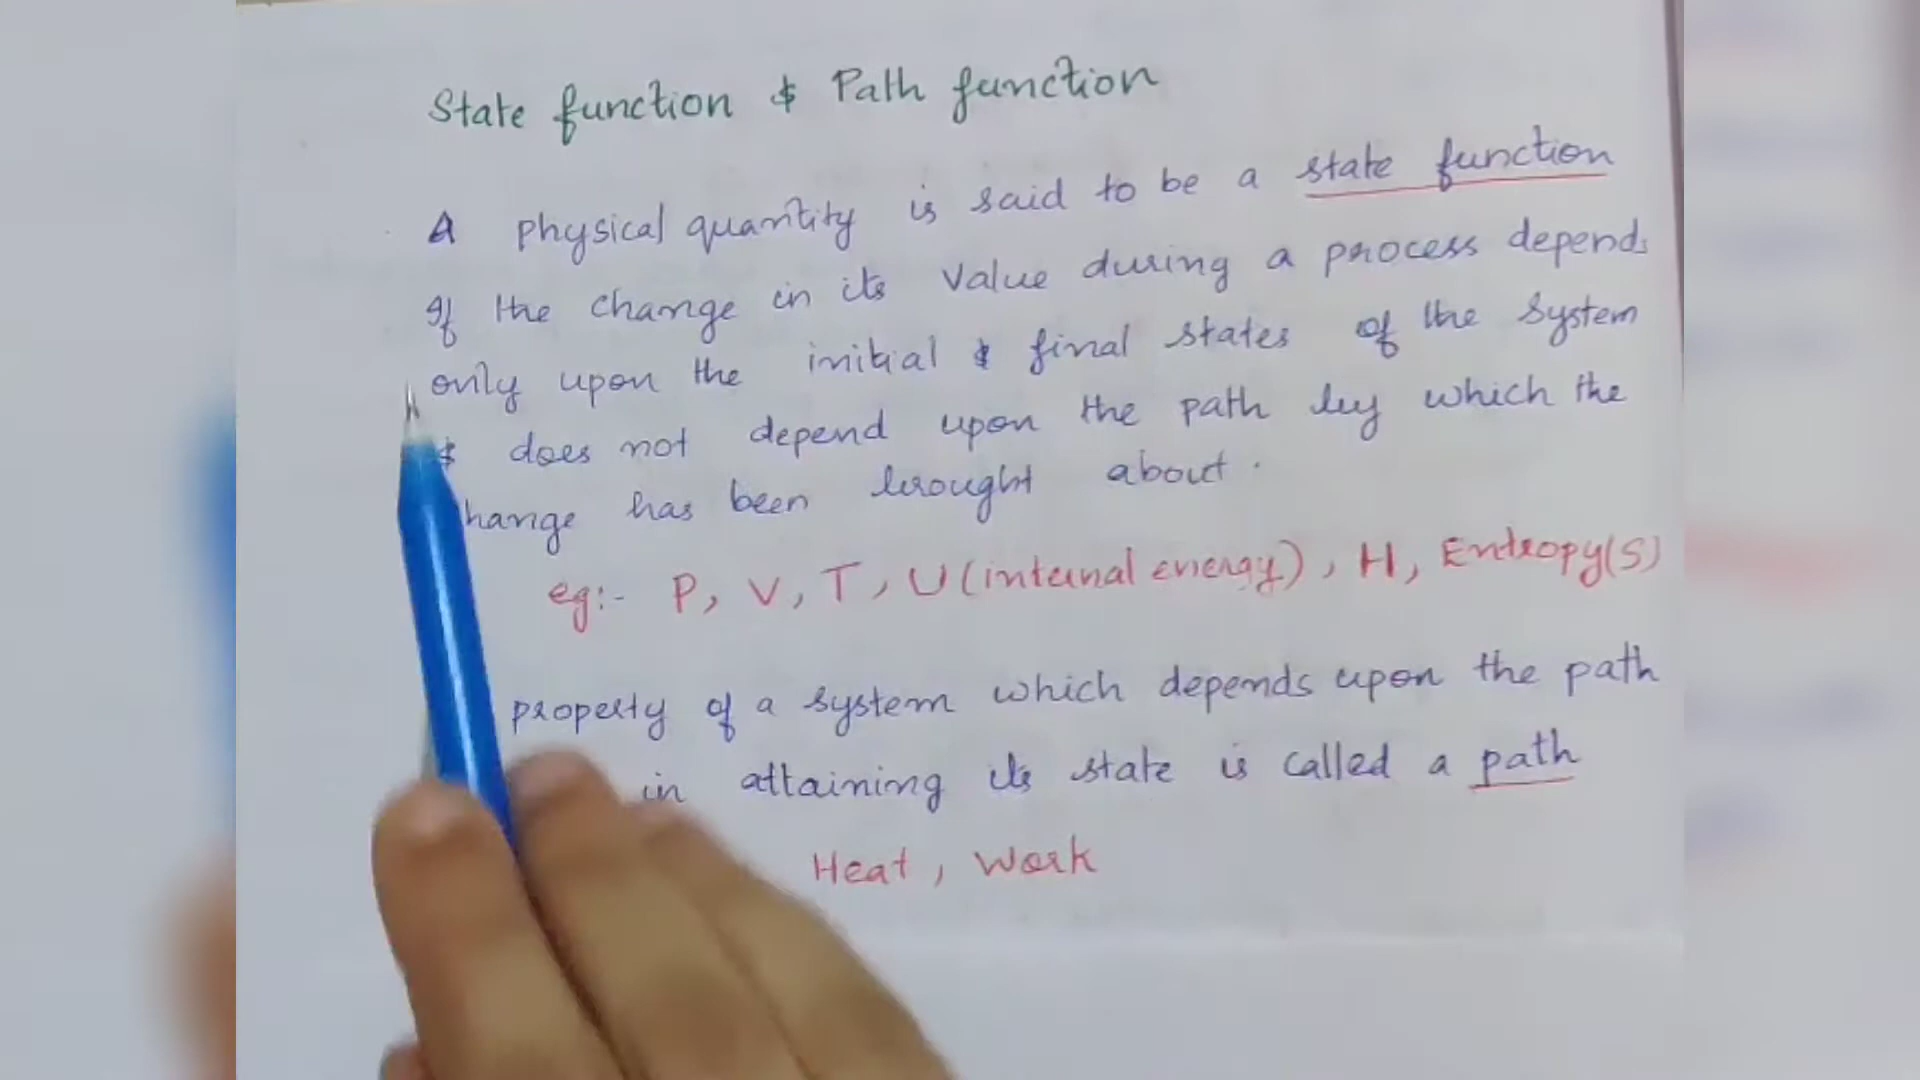 State function & Path function
A physical quantity is said to be a state function
If the change in its value during a process depends
only upon the initial & final states of the system
& does not depend upon the path by which the
hange has been brought about.
eg:- P, V, T, U (internal energy), H, Entropy(S)
property of a system which depends upon the path
in attaining its state is called a path
Heat, Work